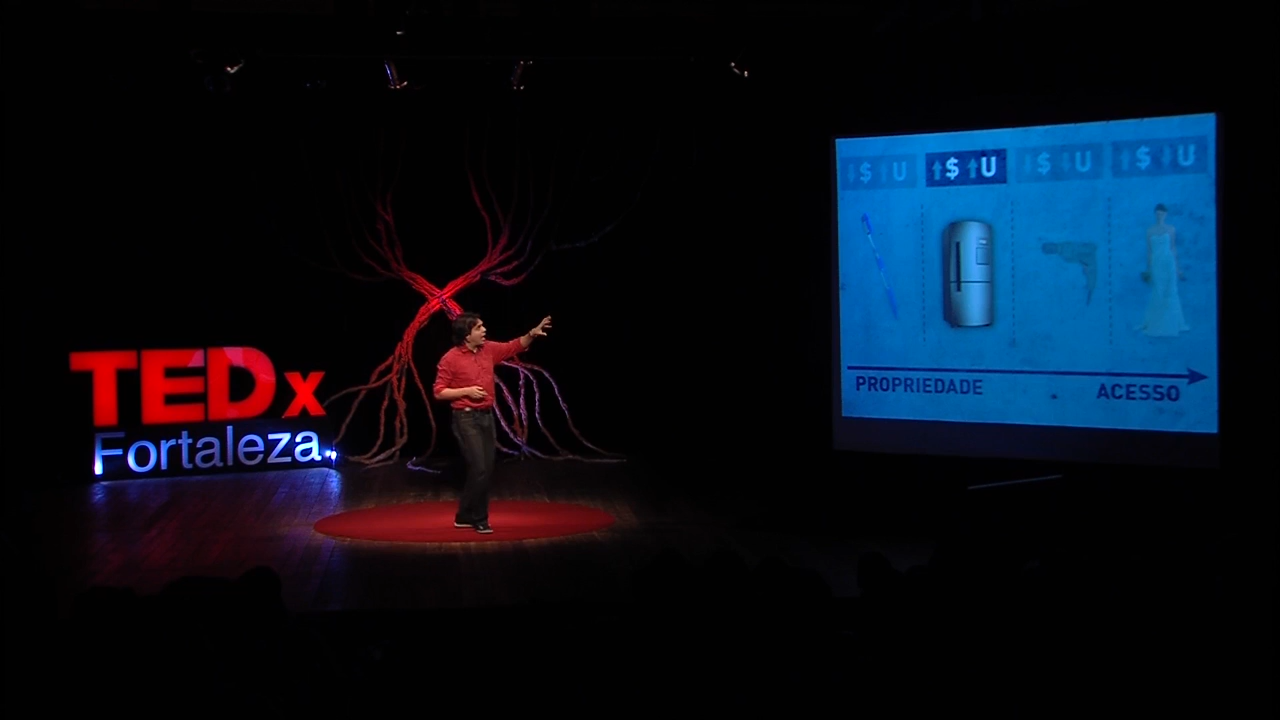 TEDx
Fortaleza.
$ U ↑$ ↑U $ U $ U
PROPRIEDADE
ACESSO